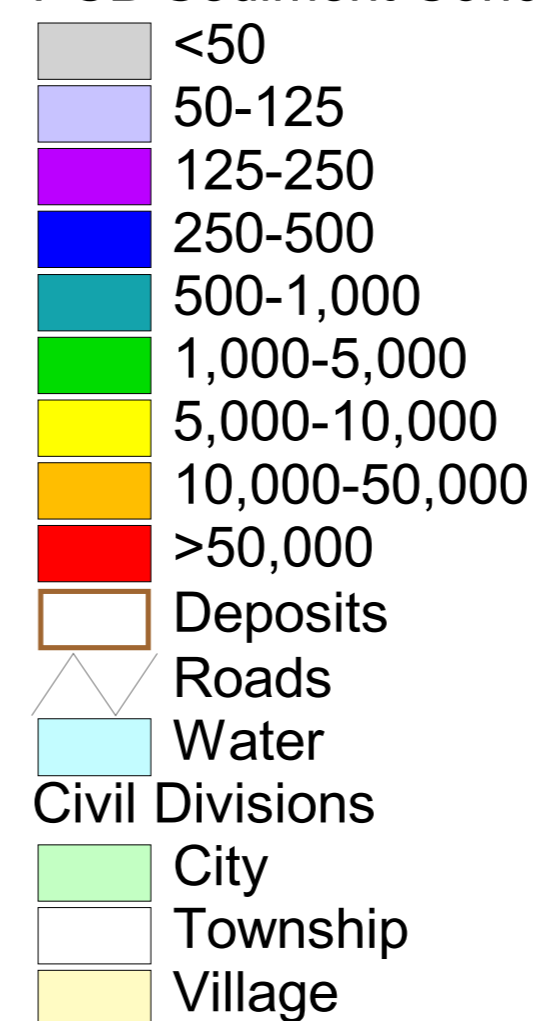 <50
50-125
125-250
250-500
500-1,000
1,000-5,000
5,000-10,000
10,000-50,000
>50,000
Deposits
Roads
Water
Civil Divisions
City
Township
Village